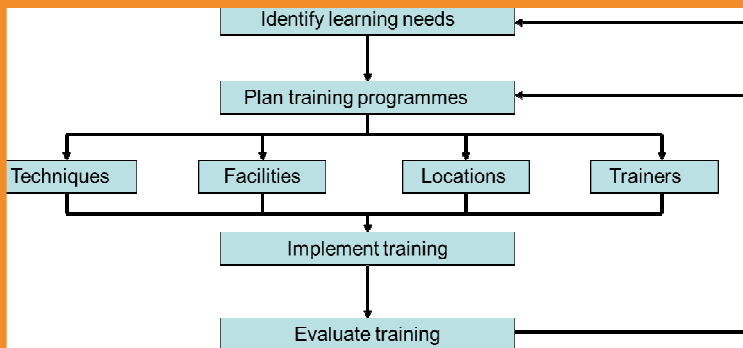 Identify learning needs
Plan training programmes
Techniques
Facilities
Locations
Trainers
Implement training
Evaluate training